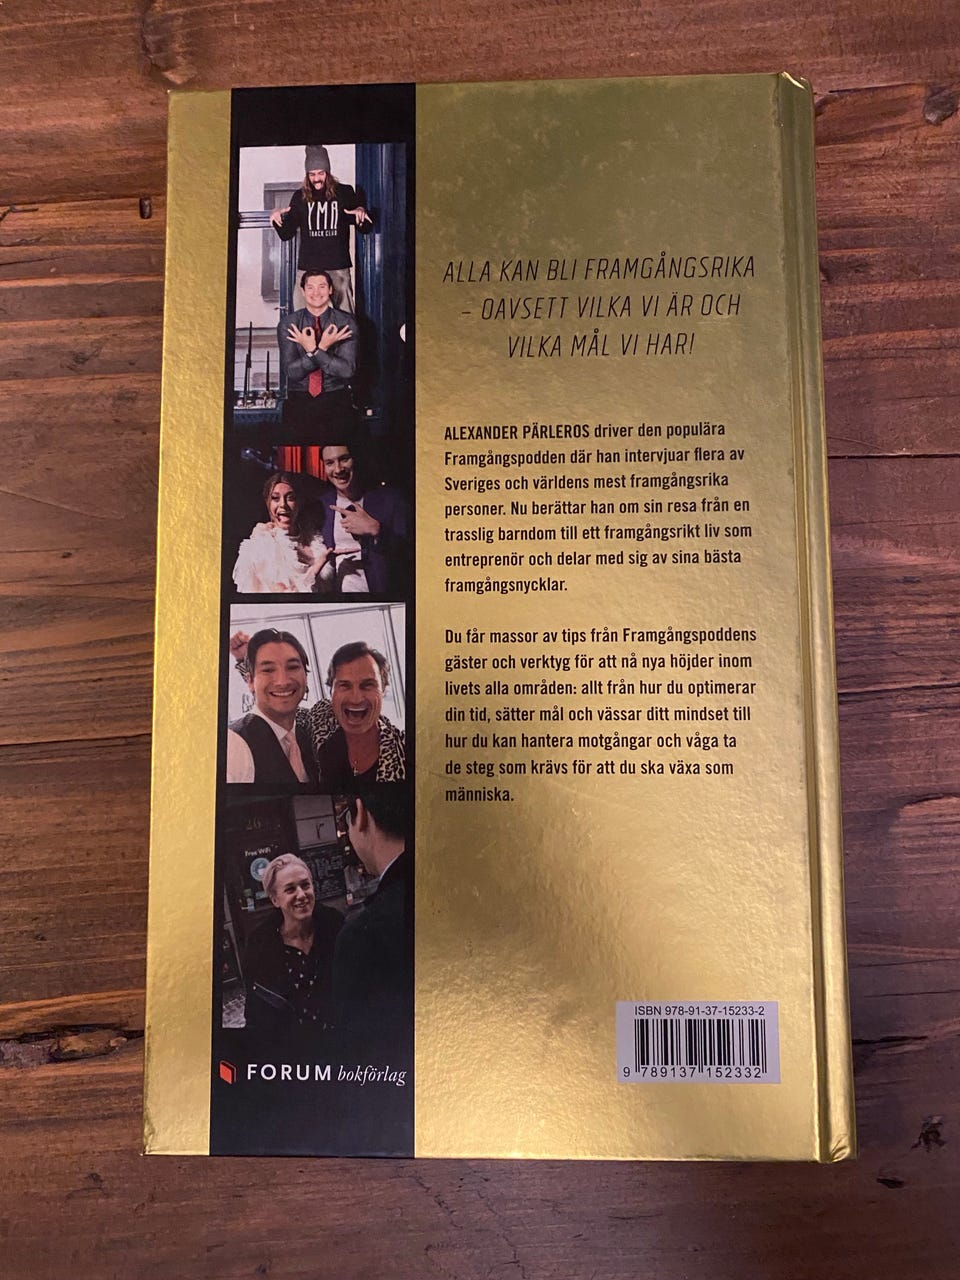 YMR
TRACK CLUB
ALLA KAN BLI FRAMGÅNGSRIKA
– OAVSETT VILKA VI ÄR OCH
VILKA MÅL VI HAR!
ALEXANDER PÄRLEROS driver den populära
Framgångspodden där han intervjuar flera av
Sveriges och världens mest framgångsrika
personer. Nu berättar han om sin resa från en
trasslig barndom till ett framgångsrikt liv som
entreprenör och delar med sig av sina bästa
framgångsnycklar.
Du får massor av tips från Framgångspoddens
gäster och verktyg för att nå nya höjder inom
livets alla områden: allt från hur du optimerar
din tid, sätter mål och vässar ditt mindset till
hur du kan hantera motgångar och våga ta
de steg som krävs för att du ska växa som
människa.
26
Free WiFi
FORUM bokförlag
ISBN 978-91-37-15233-2
9 789137 152332